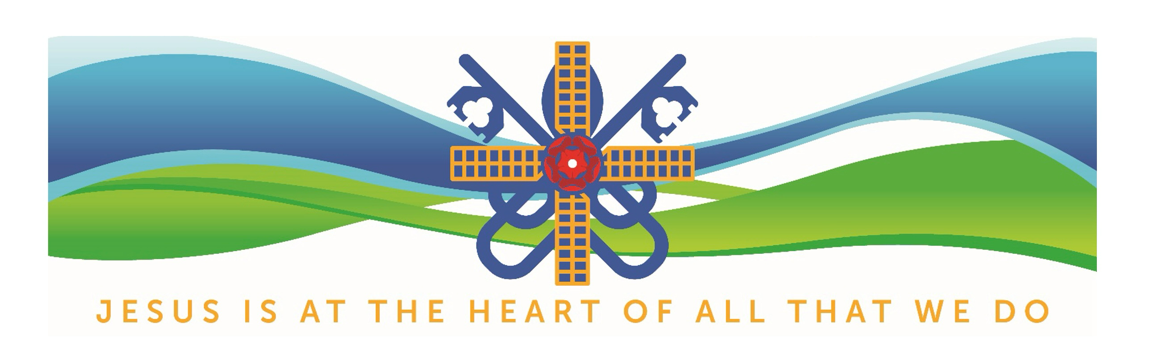 JESUS IS AT THE HEART OF ALL THAT WE DO